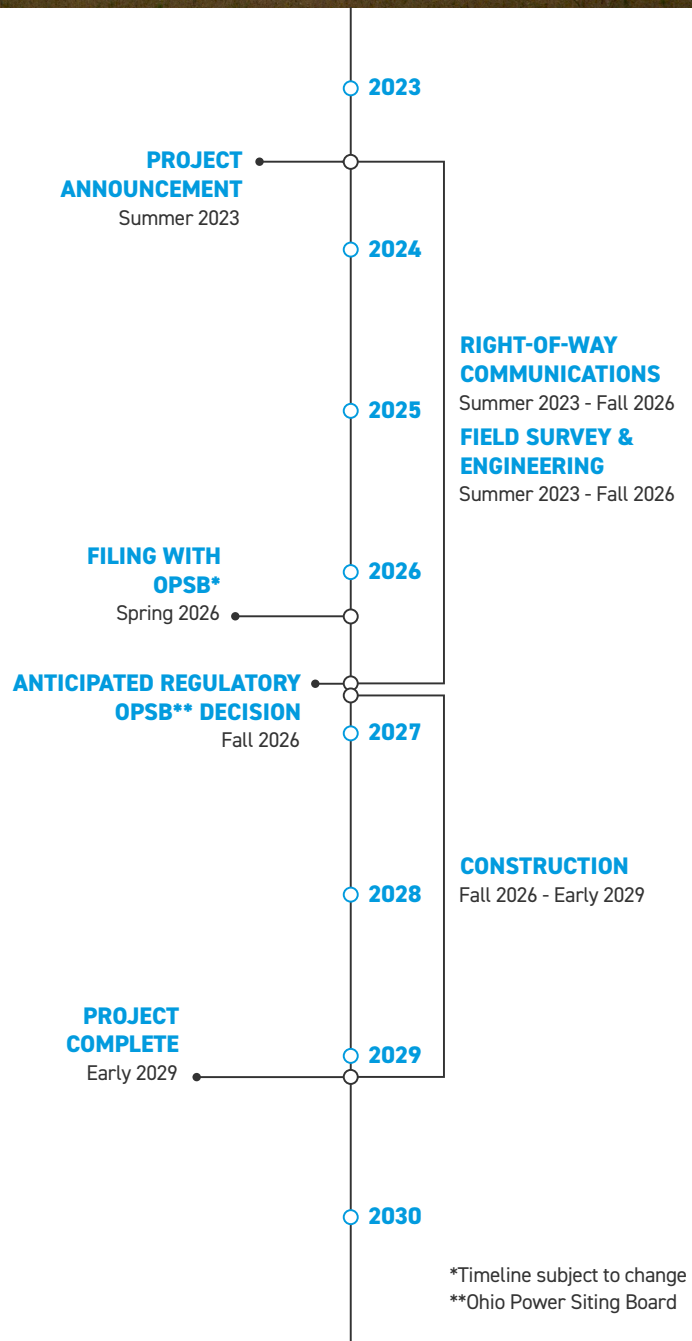 2023
PROJECT
ANNOUNCEMENT
Summer 2023
2024
RIGHT-OF-WAY
COMMUNICATIONS
Summer 2023 - Fall 2026
2025
FIELD SURVEY &
ENGINEERING
Summer 2023 - Fall 2026
FILING WITH
OPSB*
Spring 2026
2026
ANTICIPATED REGULATORY
OPSB** DECISION
Fall 2026
2027
CONSTRUCTION
Fall 2026 - Early 2029
2028
PROJECT
COMPLETE
Early 2029
2029
2030
*Timeline subject to change
**Ohio Power Siting Board